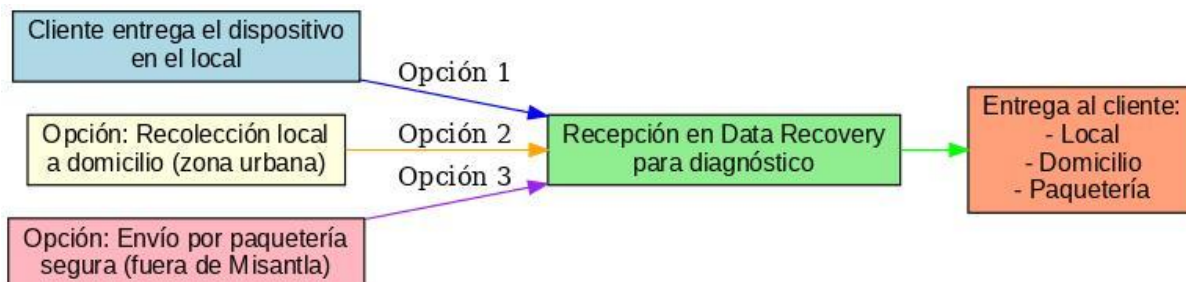 Cliente entrega el dispositivo
en el local
Opción 1
Opción: Recolección local
a domicilio (zona urbana)
Opción 2
Opción 3
Opción: Envío por paquetería
segura (fuera de Misantla)
Recepción en Data Recovery
para diagnóstico
Entrega al cliente:
- Local
- Domicilio
- Paquetería